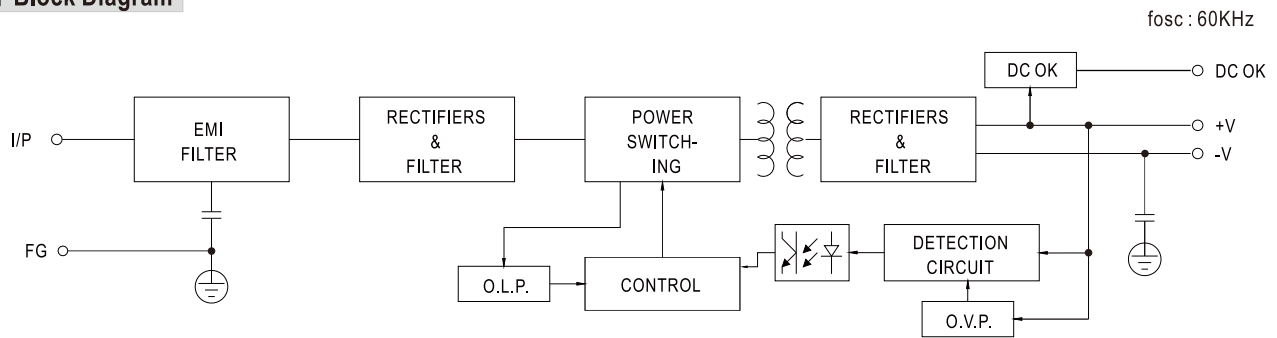 Block Diagram
fosc : 60KHz
DC OK
DC OK
I/P
EMI
FILTER
RECTIFIERS
&
FILTER
POWER
SWITCH-
ING
RECTIFIERS
&
FILTER
+V
-V
FG
O.L.P.
CONTROL
DETECTION
CIRCUIT
O.V.P.